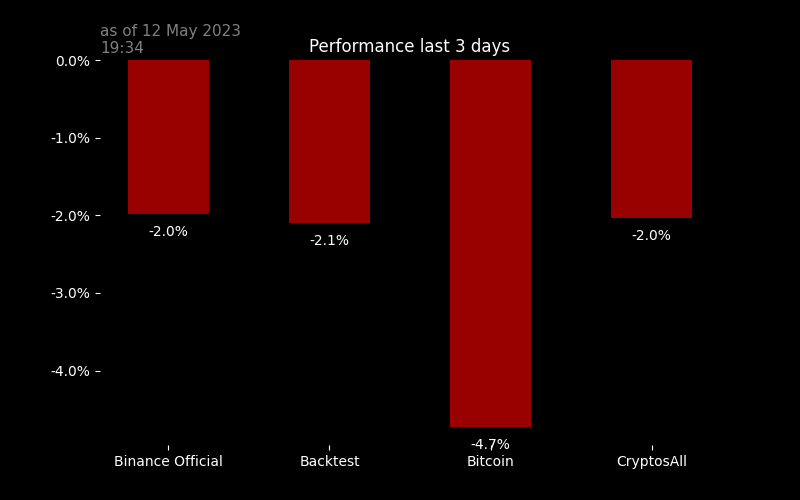 as of 12 May 2023
19:34
Performance last 3 days
0.0%
-1.0%
-2.0%
-3.0%
-4.0%
-2.0%
-2.1%
-4.7%
-2.0%
Binance Official
Backtest
Bitcoin
CryptosAll